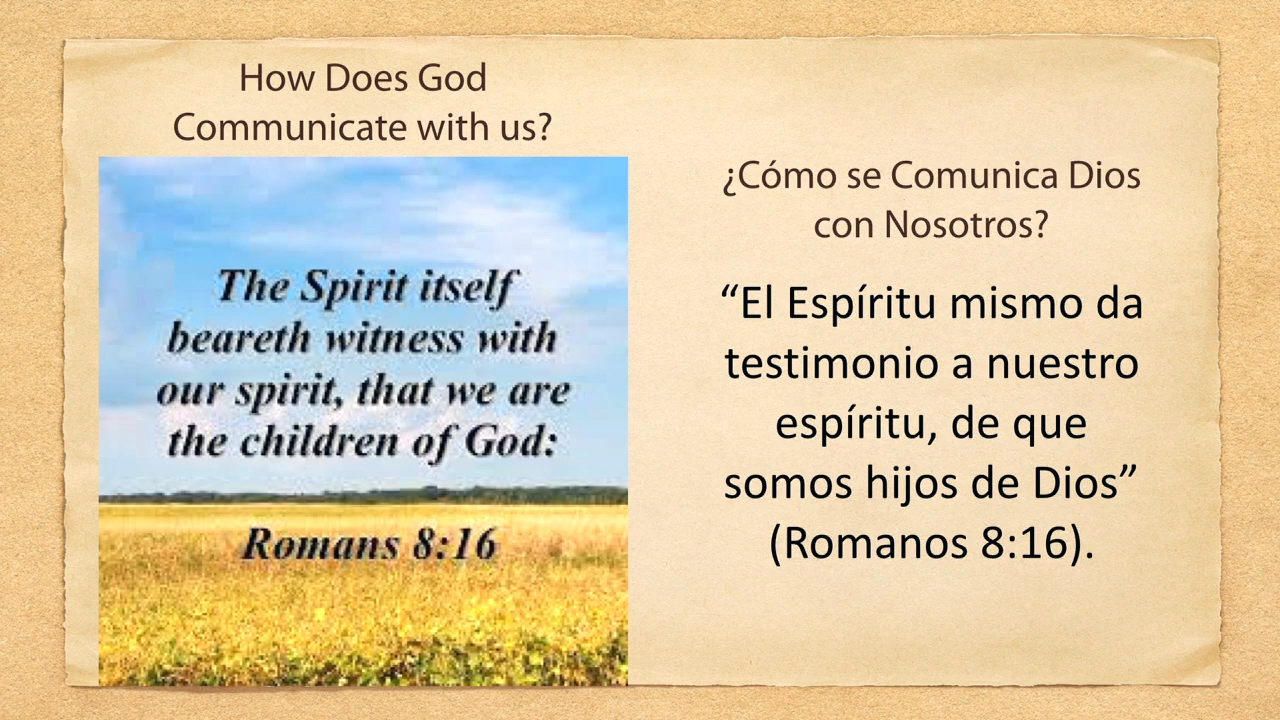 How Does God
Communicate with us?
The Spirit itself
beareth witness with
our spirit, that we are
the children of God:
Romans 8:16
¿Cómo se Comunica Dios
con Nosotros?
“El Espíritu mismo da
testimonio a nuestro
espíritu, de que
somos hijos de Dios”
(Romanos 8:16).